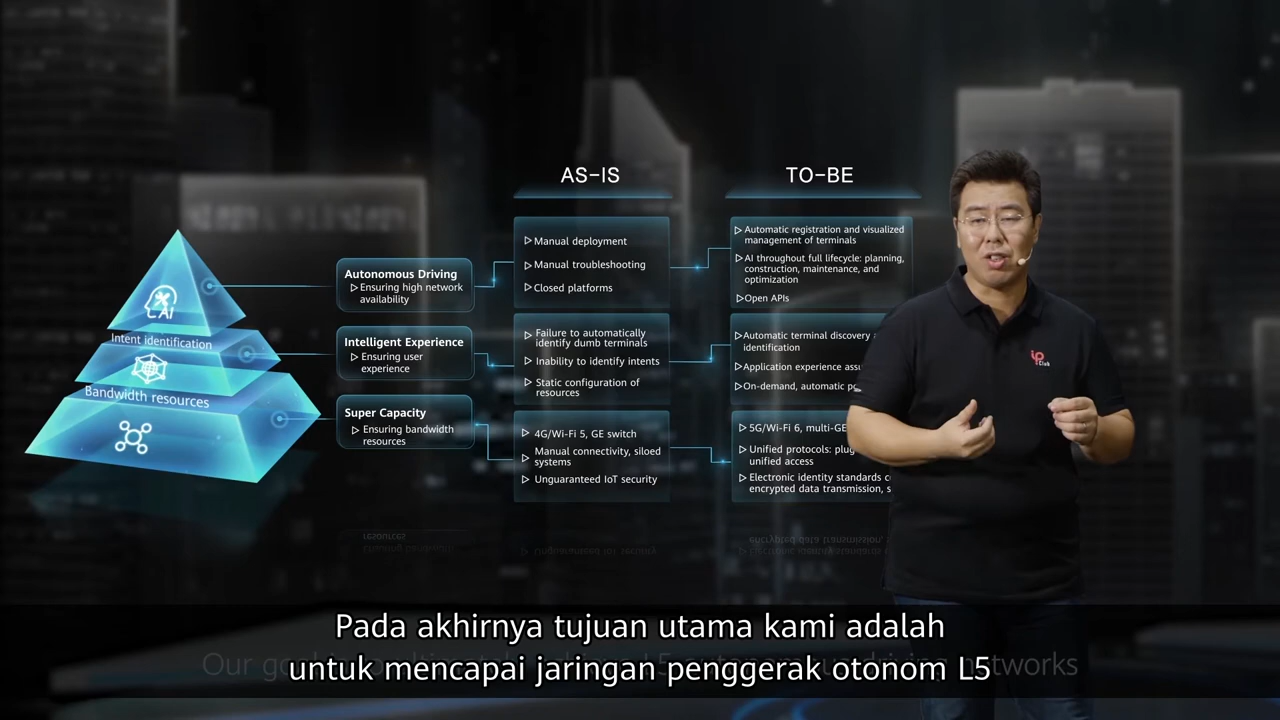 AS-IS
TO-BE
AI
Intent identification
Bandwidth resources
Autonomous Driving
Ensuring high network
availability
Intelligent Experience
Ensuring user
experience
Super Capacity
Ensuring bandwidth
resources
Manual deployment
Manual troubleshooting
Closed platforms
Failure to automatically
identify dumb terminals
Inability to identify intents
Static configuration of
resources
4G/Wi-Fi 5, GE switch
Manual connectivity, siloed
systems
Unguaranteed IoT security
Automatic registration and visualized
management of terminals
AI throughout full lifecycle: planning,
construction, maintenance, and
optimization
Open APIs
Automatic terminal discovery
identification
Application experience
On-demand, automatic
5G/Wi-Fi 6, multi-GE
Unified protocols:
unified access
Electronic identity standards
encrypted data transmission,
ip
Club
Pada akhirnya tujuan utama kami adalah
untuk mencapai jaringan penggerak otonom L5